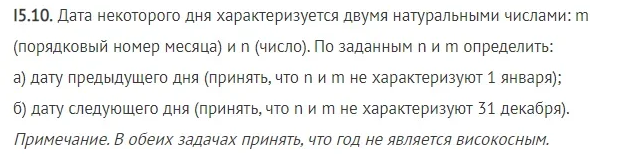 I5.10. Дата некоторого дня характеризуется двумя натуральными числами: m
(порядковый номер месяца) и n (число). По заданным n и m определить:
а) дату предыдущего дня (принять, что n и m не характеризуют 1 января);
б) дату следующего дня (принять, что n и m не характеризуют 31 декабря).
Примечание. В обеих задачах принять, что год не является високосным.